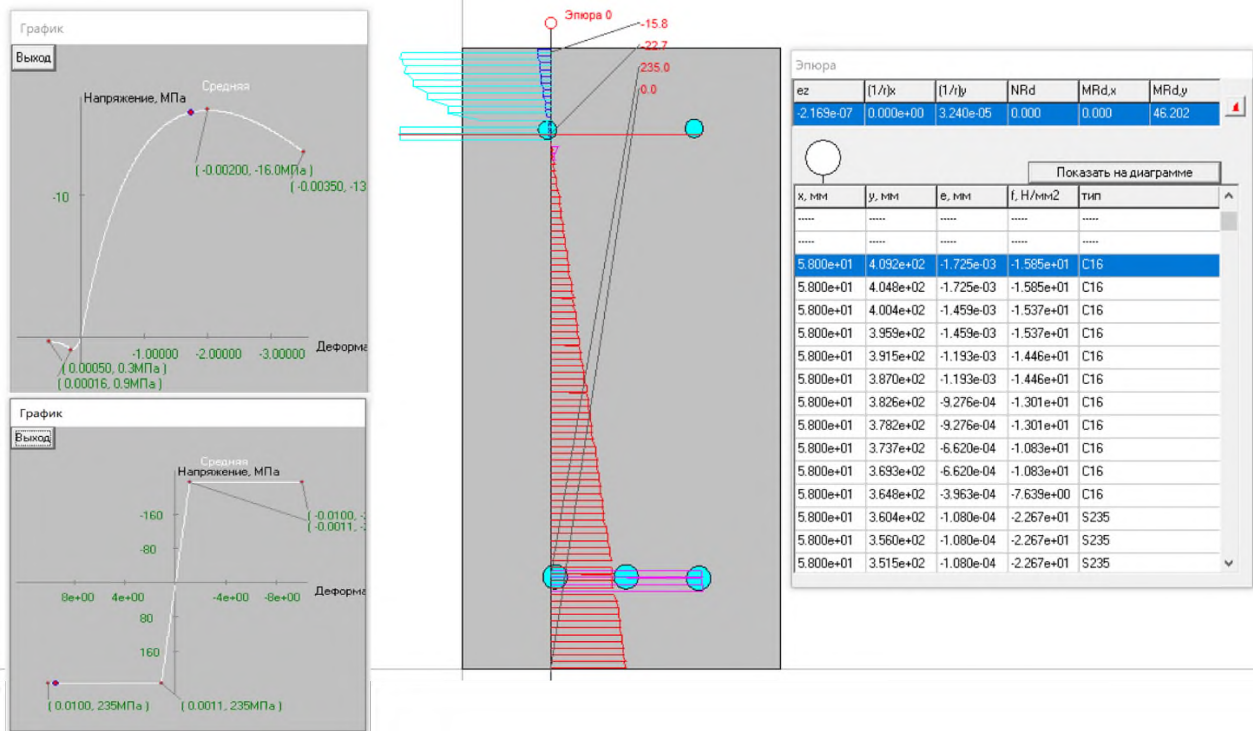 График
Выход
Средняя
Напряжение, МПа
( -0.00200, -16.0МПа )
( -0.00350, -13
-10
-1.00000 -2.00000 -3.00000 Деформа
( 0.00050, 0.3МПа )
( 0.00016, 0.9МПа )
График
Выход
Средняя
Напряжение, МПа
-160
( -0.0100, -2
( -0.0011, -2
-80
8e+00 4e+00 -4e+00 -8e+00 Деформа
80
160
( 0.0100, 235МПа ) ( 0.0011, 235МПа )
Эпюра 0
-15.8
-22.7
235.0
0.0
Эпюра
ez (1/r)x (1/r)y NRd MRd,x MRd,y
-2.169e-07 0.000e+00 3.240e-05 0.000 0.000 46.202
Показать на диаграмме
x, мм y, мм e, мм f, Н/мм2 тип
----- ----- ----- ----- -----
----- ----- ----- ----- -----
5.800e+01 4.092e+02 -1.725e-03 -1.585e+01 C16
5.800e+01 4.048e+02 -1.725e-03 -1.585e+01 C16
5.800e+01 4.004e+02 -1.459e-03 -1.537e+01 C16
5.800e+01 3.959e+02 -1.459e-03 -1.537e+01 C16
5.800e+01 3.915e+02 -1.193e-03 -1.446e+01 C16
5.800e+01 3.870e+02 -1.193e-03 -1.446e+01 C16
5.800e+01 3.826e+02 -9.276e-04 -1.301e+01 C16
5.800e+01 3.782e+02 -9.276e-04 -1.301e+01 C16
5.800e+01 3.737e+02 -6.620e-04 -1.083e+01 C16
5.800e+01 3.693e+02 -6.620e-04 -1.083e+01 C16
5.800e+01 3.648e+02 -3.963e-04 -7.639e+00 C16
5.800e+01 3.604e+02 -1.080e-04 -2.267e+01 S235
5.800e+01 3.560e+02 -1.080e-04 -2.267e+01 S235
5.800e+01 3.515e+02 -1.080e-04 -2.267e+01 S235